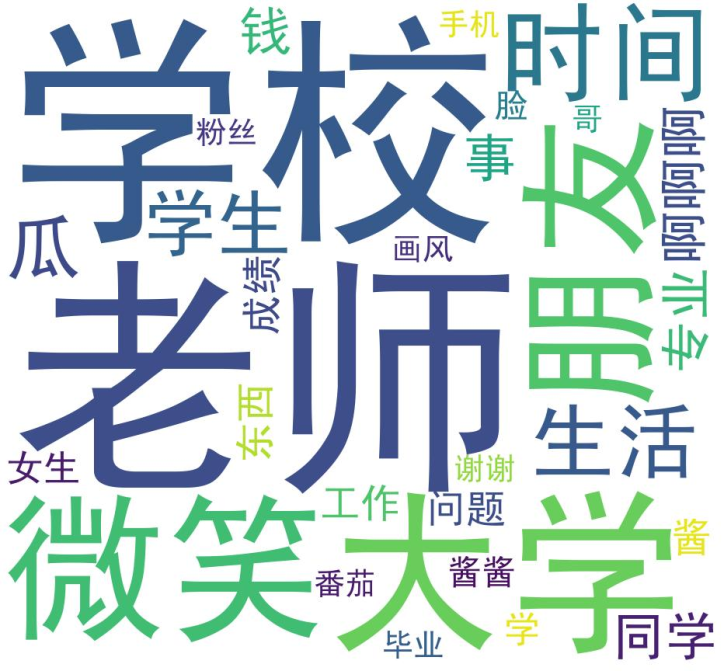 学校
钱
手机
时间
粉丝
脸
哥
事
朋友
啊啊啊啊
学生
瓜
画风
成绩
老师
专业
东西
生活
女生
谢谢
微笑
工作
问题
大学
酱
番茄
酱酱
学
同学
毕业